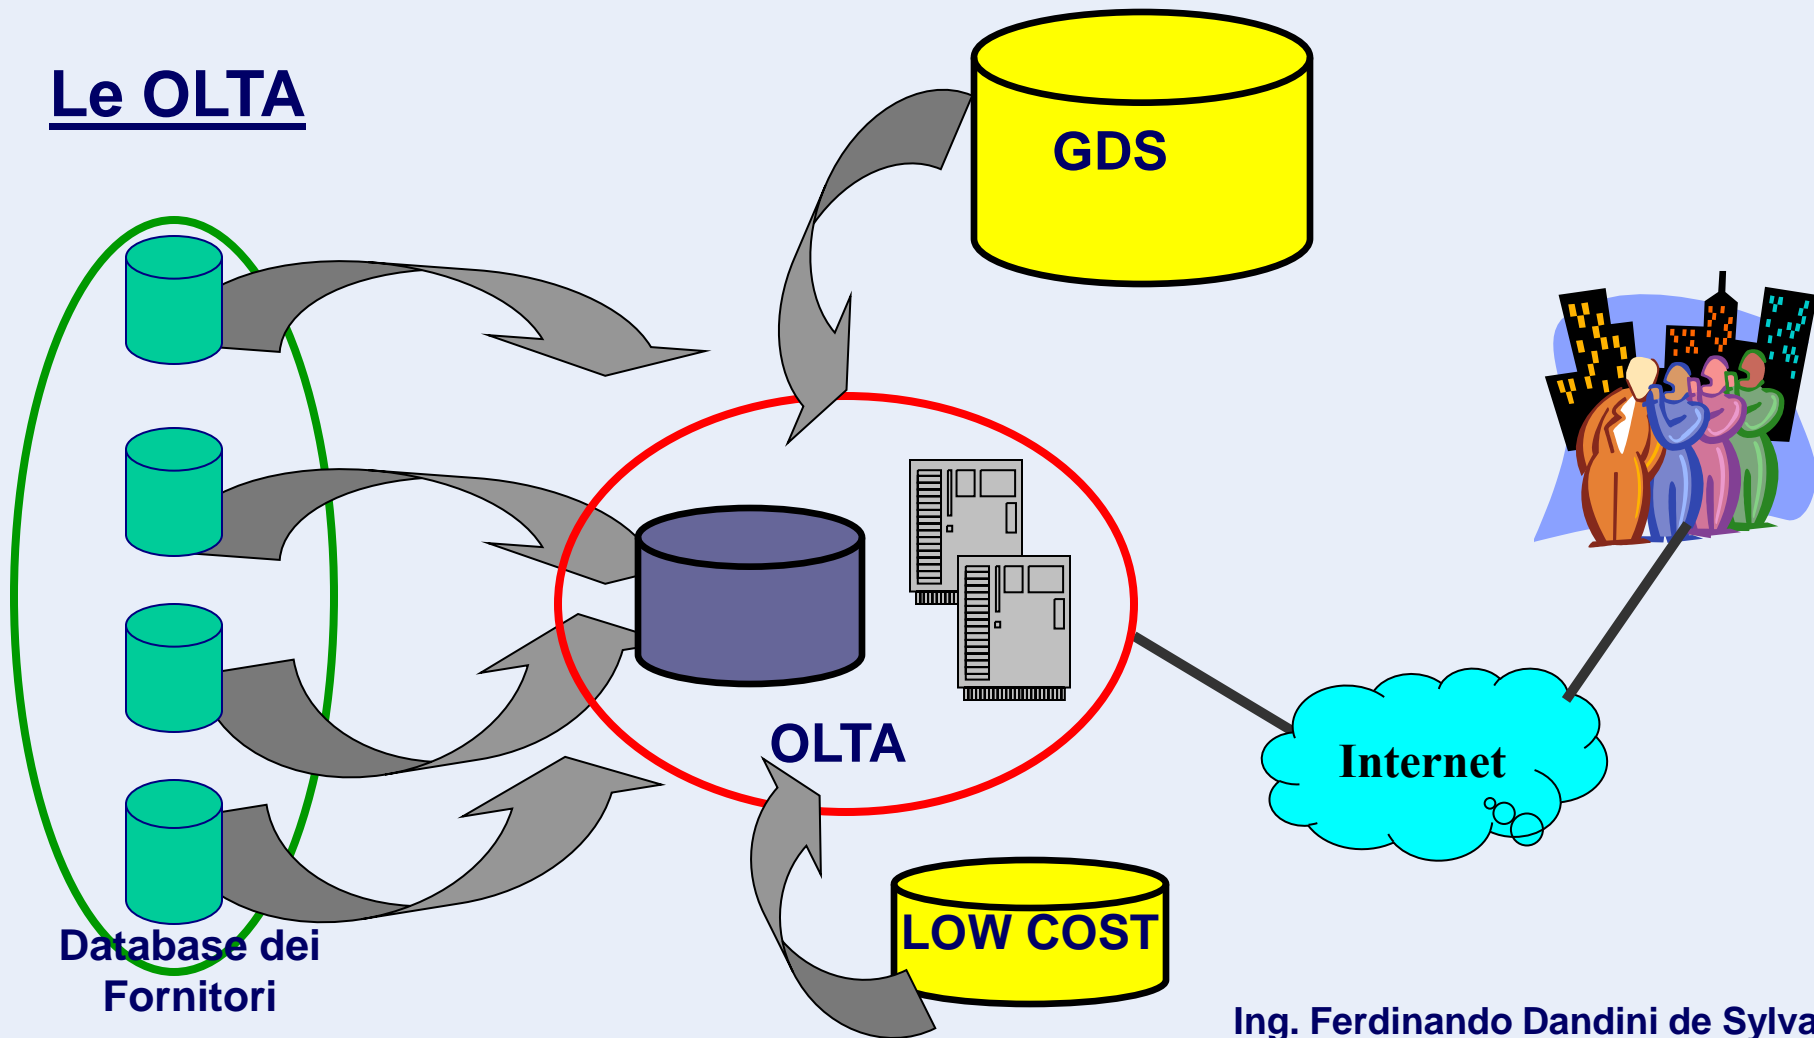 Le OLTA
GDS
OLTA
Internet
LOW COST
Database dei
Fornitori
Ing. Ferdinando Dandini de Sylva